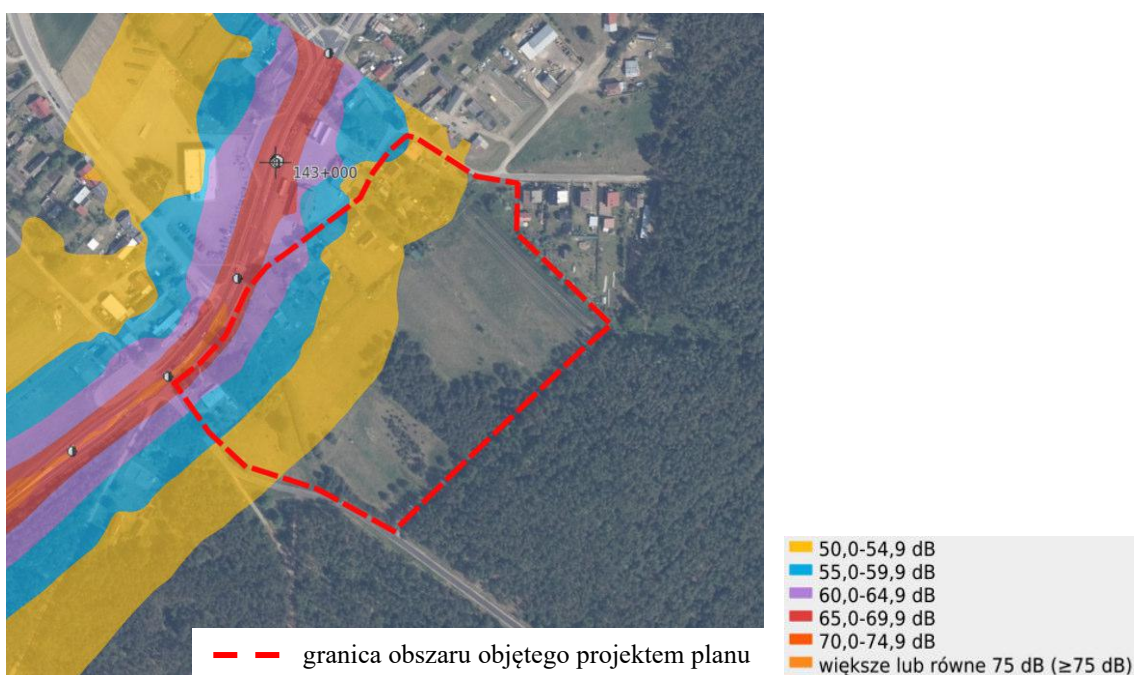 143+000
granica obszaru objętego projektem planu
50,0-54,9 dB
55,0-59,9 dB
60,0-64,9 dB
65,0-69,9 dB
70,0-74,9 dB
większe lub równe 75 dB (≥75 dB)